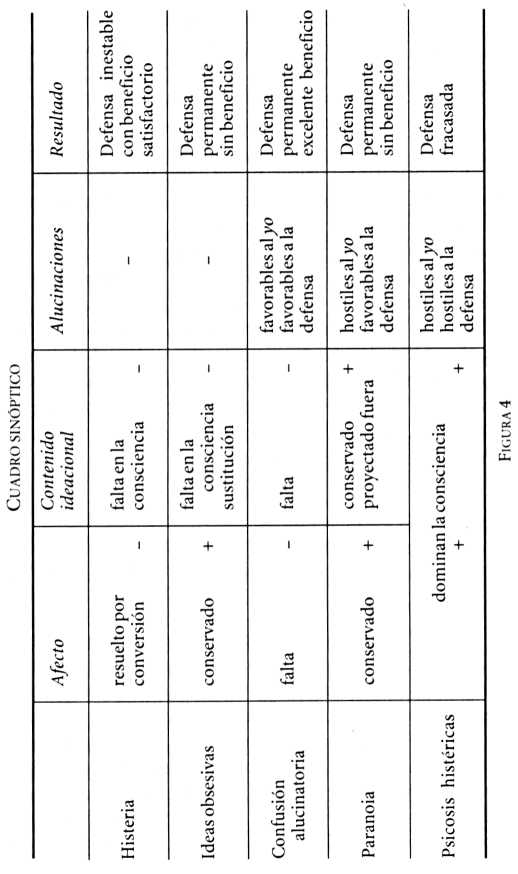 CUADRO SINÓPTICO
Afecto
Contenido
ideacional
Alucinaciones
Resultado
Histeria
resuelto por
conversión –
falta en la
consciencia –
–
Defensa inestable
con beneficio
satisfactorio
Ideas obsesivas
conservado +
falta en la
consciencia –
sustitución
–
Defensa
permanente
sin beneficio
Confusión
alucinatoria
falta –
falta –
favorables al yo
favorables a la
defensa
Defensa
permanente
excelente beneficio
Paranoia
conservado +
conservado +
proyectado fuera
hostiles al yo
favorables a la
defensa
Defensa
permanente
sin beneficio
Psicosis histéricas
dominan la consciencia
+ +
hostiles al yo
hostiles a la
defensa
Defensa
fracasada
FIGURA 4